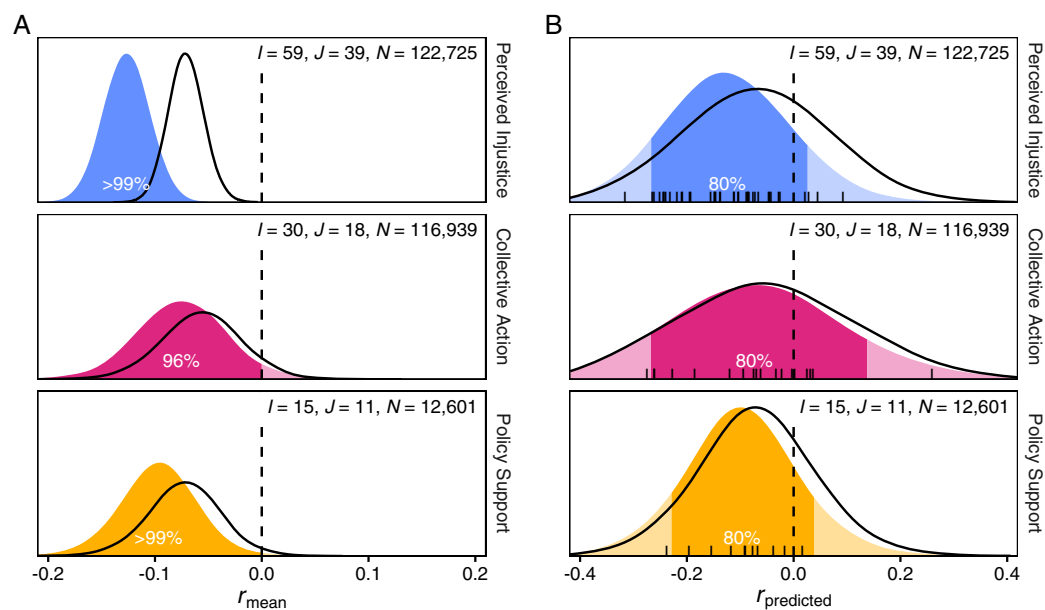 A
I = 59, J = 39, N = 122,725
>99%
Perceived Injustice
I = 30, J = 18, N = 116,939
96%
Collective Action
I = 15, J = 11, N = 12,601
>99%
Policy Support
-0.2 -0.1 0.0 0.1 0.2
rmean
B
I = 59, J = 39, N = 122,725
80%
Perceived Injustice
I = 30, J = 18, N = 116,939
80%
Collective Action
I = 15, J = 11, N = 12,601
80%
Policy Support
-0.4 -0.2 0.0 0.2 0.4
rpredicted